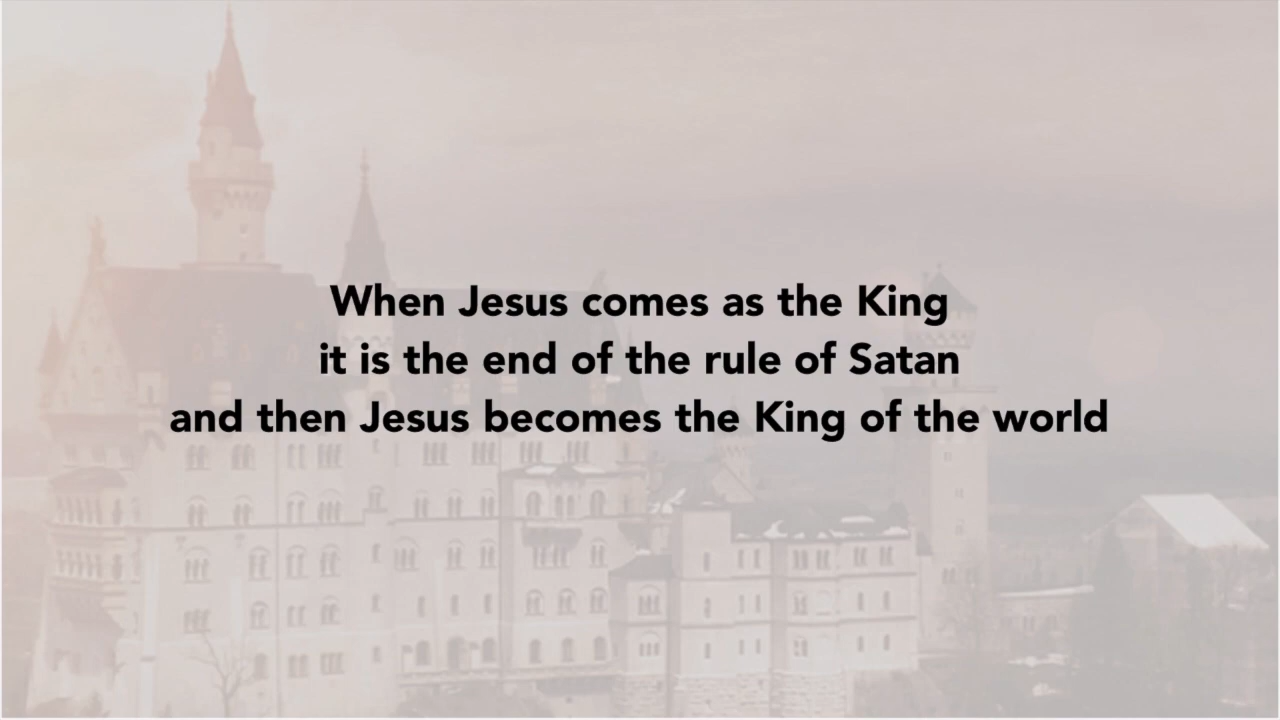 When Jesus comes as the King
it is the end of the rule of Satan
and then Jesus becomes the King of the world